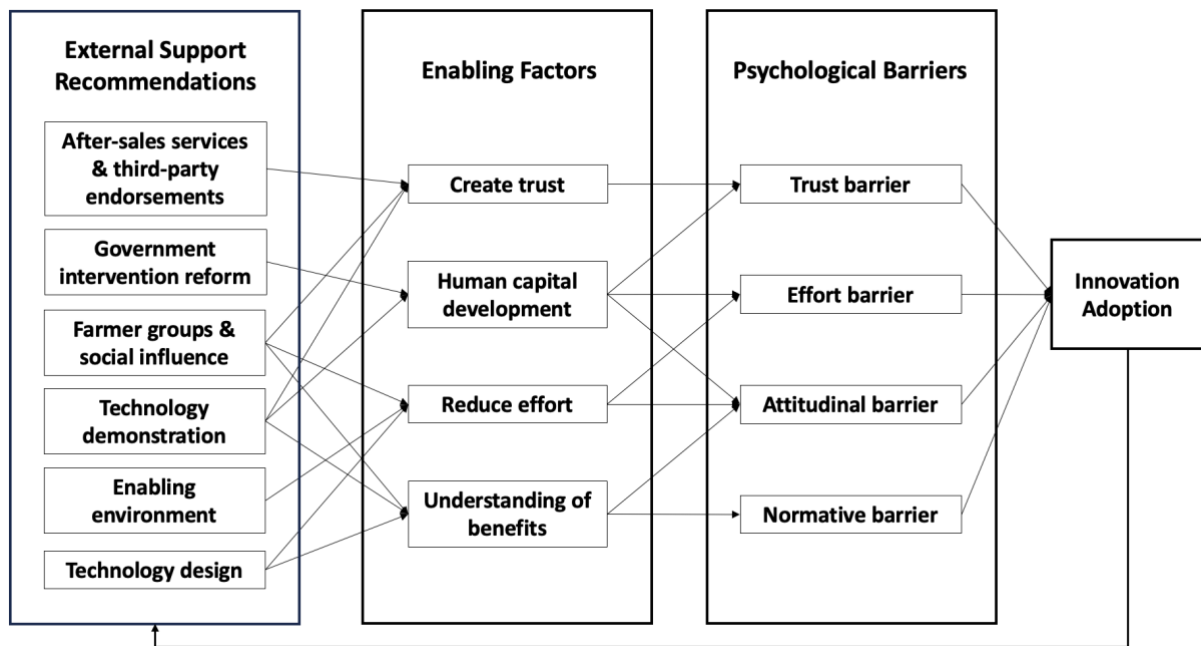 External Support
Recommendations
After-sales services
& third-party
endorsements
Government
intervention reform
Farmer groups &
social influence
Technology
demonstration
Enabling
environment
Technology design
Enabling Factors
Create trust
Human capital
development
Reduce effort
Understanding of
benefits
Psychological Barriers
Trust barrier
Effort barrier
Attitudinal barrier
Normative barrier
Innovation
Adoption